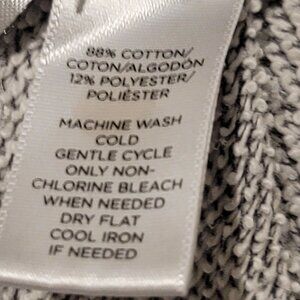 88% COTTON/
COTON/ALGODÓN
12% POLYESTER/
POLIÉSTER
MACHINE WASH
COLD
GENTLE CYCLE
ONLY NON-
CHLORINE BLEACH
WHEN NEEDED
DRY FLAT
COOL IRON
IF NEEDED